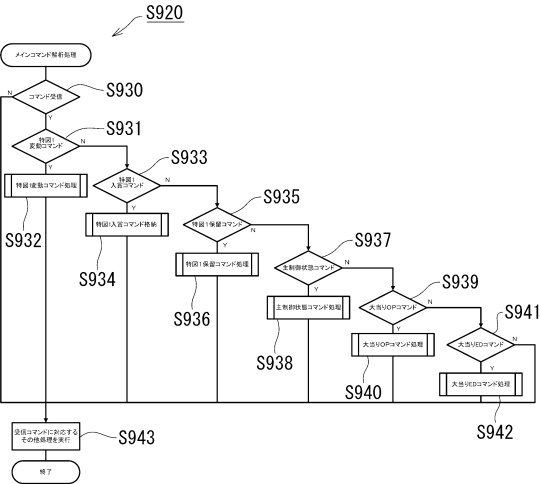 S920
メインコマンド解析処理
コマンド受信
S930
N
Y
特図1
変動コマンド
S931
N
Y
特図1変動コマンド処理
S932
特図1
入賞コマンド
S933
N
Y
特図1入賞コマンド格納
S934
特図1保留コマンド
S935
N
Y
特図1保留コマンド処理
S936
主制御状態コマンド
S937
N
Y
主制御状態コマンド処理
S938
大当りOPコマンド
S939
N
Y
大当りOPコマンド処理
S940
大当りEDコマンド
S941
N
Y
大当りEDコマンド処理
S942
受信コマンドに対応する
その他処理を実行
S943
終了